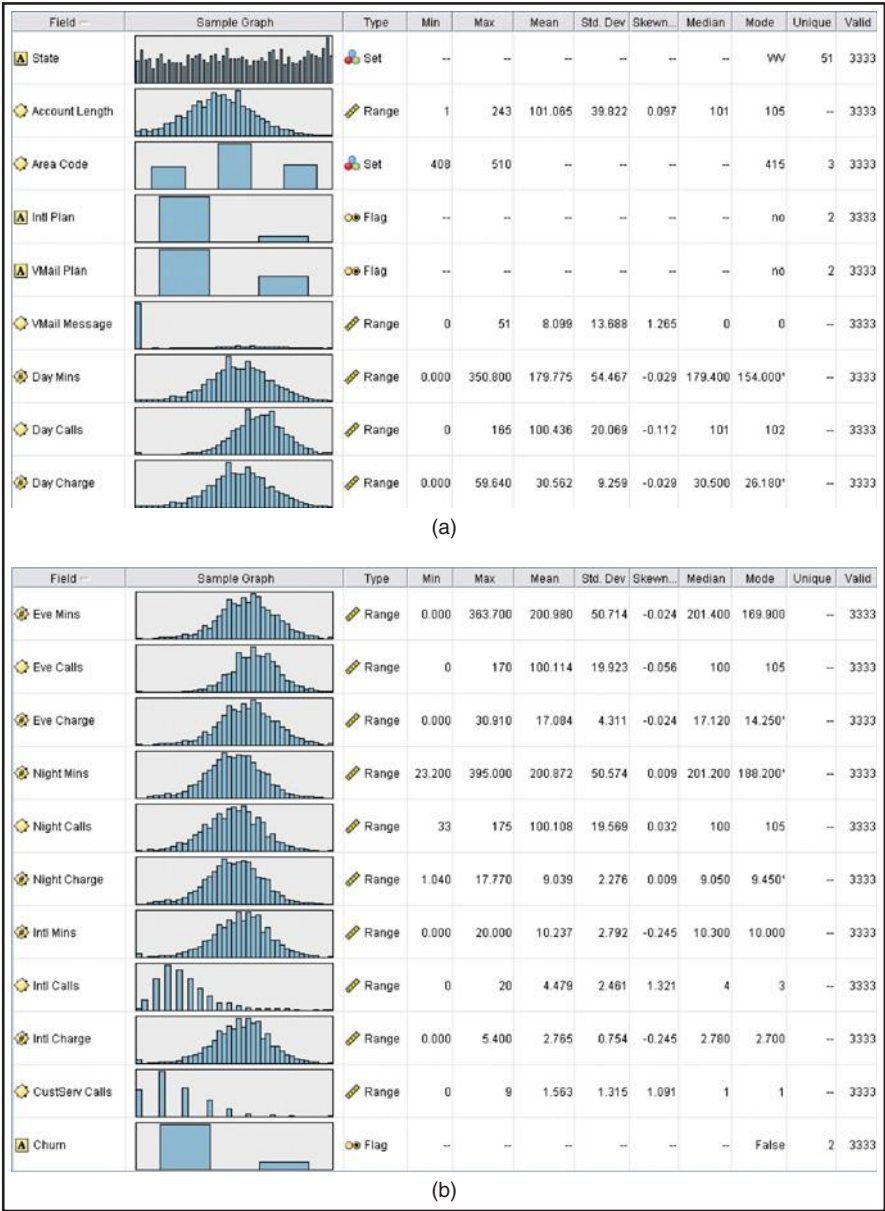 Field Sample Graph Type Min Max Mean Std. Dev Skewn... Median Mode Unique Valid
A State Set -- -- -- -- -- -- WV 51 3333
Account Length Range 1 243 101.065 39.822 0.097 101 105 -- 3333
Area Code Set 408 510 -- -- -- -- 415 3 3333
A Intl Plan Flag -- -- -- -- -- -- no 2 3333
A VMail Plan Flag -- -- -- -- -- -- no 2 3333
VMail Message Range 0 51 8.099 13.688 1.265 0 0 -- 3333
Day Mins Range 0.000 350.800 179.775 54.467 -0.029 179.400 154.000* -- 3333
Day Calls Range 0 165 100.436 20.069 -0.112 101 102 -- 3333
Day Charge Range 0.000 59.640 30.562 9.259 -0.029 30.500 26.180* -- 3333
(a)
Field Sample Graph Type Min Max Mean Std. Dev Skewn... Median Mode Unique Valid
Eve Mins Range 0.000 363.700 200.980 50.714 -0.024 201.400 169.900 -- 3333
Eve Calls Range 0 170 100.114 19.923 -0.056 100 105 -- 3333
Eve Charge Range 0.000 30.910 17.084 4.311 -0.024 17.120 14.250* -- 3333
Night Mins Range 23.200 395.000 200.872 50.574 0.009 201.200 188.200* -- 3333
Night Calls Range 33 175 100.108 19.569 0.032 100 105 -- 3333
Night Charge Range 1.040 17.770 9.039 2.276 0.009 9.050 9.450* -- 3333
Intl Mins Range 0.000 20.000 10.237 2.792 -0.245 10.300 10.000 -- 3333
Intl Calls Range 0 20 4.479 2.461 1.321 4 3 -- 3333
Intl Charge Range 0.000 5.400 2.765 0.754 -0.245 2.780 2.700 -- 3333
CustServ Calls Range 0 9 1.563 1.315 1.091 1 1 -- 3333
A Churn Flag -- -- -- -- -- -- False 2 3333
(b)